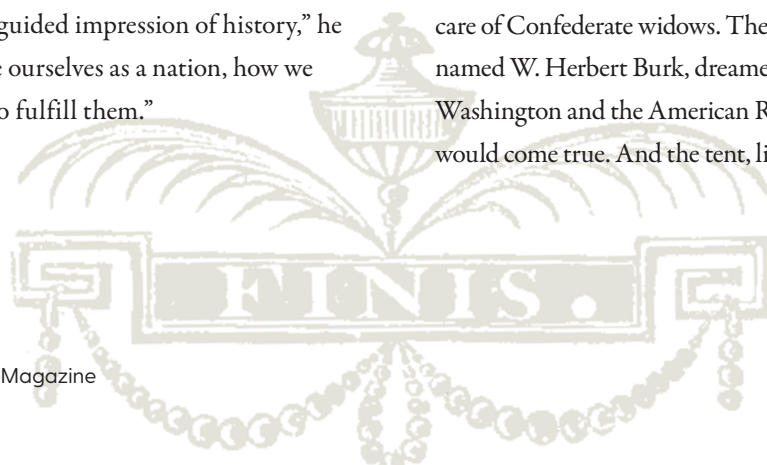 guided impression of history,” he
e ourselves as a nation, how we
o fulfill them.”
care of Confederate widows. The
named W. Herbert Burk, dreame
Washington and the American R
would come true. And the tent, li
FINIS.
Magazine